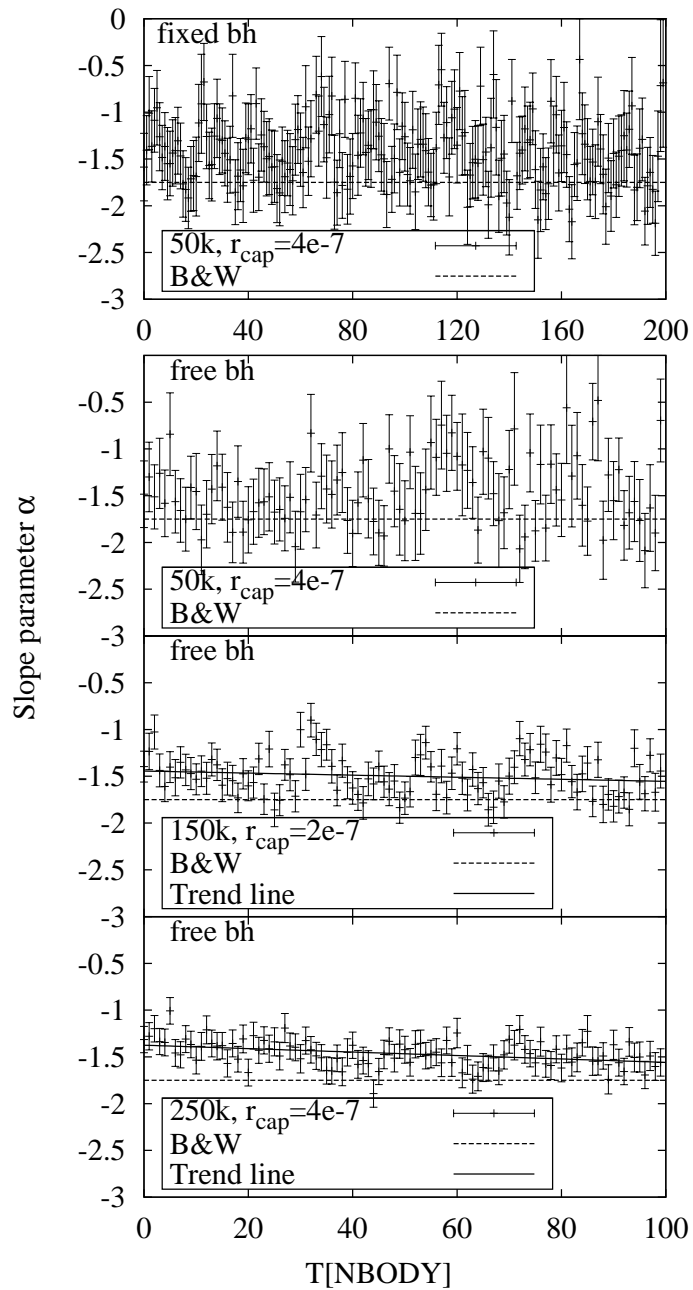 0
-0.5
-1
-1.5
-2
-2.5
-3
fixed bh
50k, r_cap=4e-7
B&W
0 40 80 120 160 200
Slope parameter α
free bh
-0.5
-1
-1.5
-2
-2.5
-3
50k, r_cap=4e-7
B&W
free bh
-0.5
-1
-1.5
-2
-2.5
-3
150k, r_cap=2e-7
B&W
Trend line
free bh
-0.5
-1
-1.5
-2
-2.5
-3
250k, r_cap=4e-7
B&W
Trend line
0 20 40 60 80 100
T[NBODY]